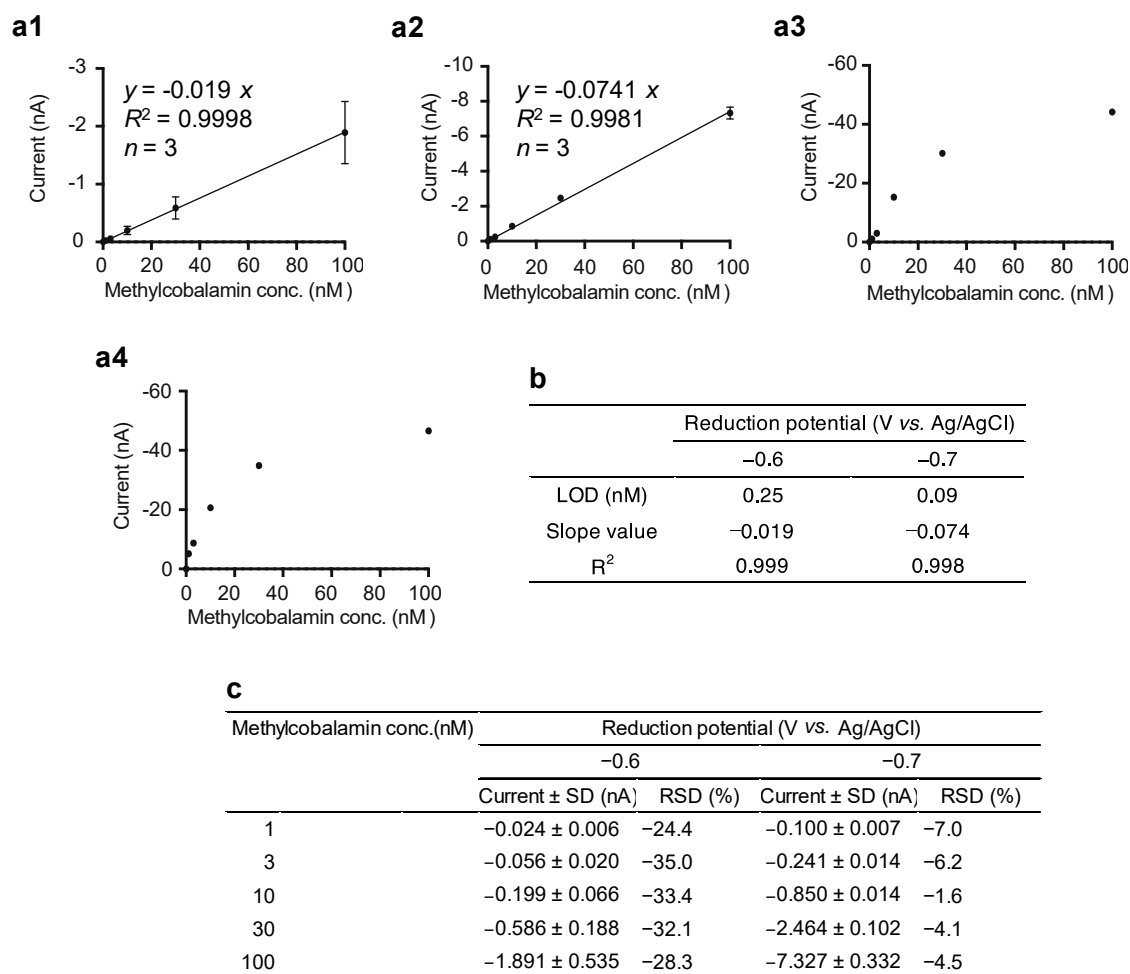 a1
-3
-2
-1
0
Current (nA)
y = -0.019 x
R² = 0.9998
n = 3
0 20 40 60 80 100
Methylcobalamin conc. (nM)
a2
-10
-8
-6
-4
-2
0
Current (nA)
y = -0.0741 x
R² = 0.9981
n = 3
0 20 40 60 80 100
Methylcobalamin conc. (nM)
a3
-60
-40
-20
0
Current (nA)
0 20 40 60 80 100
Methylcobalamin conc. (nM)
a4
-60
-40
-20
0
Current (nA)
0 20 40 60 80 100
Methylcobalamin conc. (nM)
b
Reduction potential (V vs. Ag/AgCl)
−0.6 −0.7
LOD (nM) 0.25 0.09
Slope value −0.019 −0.074
R² 0.999 0.998
c
Methylcobalamin conc.(nM) Reduction potential (V vs. Ag/AgCl)
−0.6 −0.7
Current ± SD (nA) RSD (%) Current ± SD (nA) RSD (%)
1 −0.024 ± 0.006 −24.4 −0.100 ± 0.007 −7.0
3 −0.056 ± 0.020 −35.0 −0.241 ± 0.014 −6.2
10 −0.199 ± 0.066 −33.4 −0.850 ± 0.014 −1.6
30 −0.586 ± 0.188 −32.1 −2.464 ± 0.102 −4.1
100 −1.891 ± 0.535 −28.3 −7.327 ± 0.332 −4.5